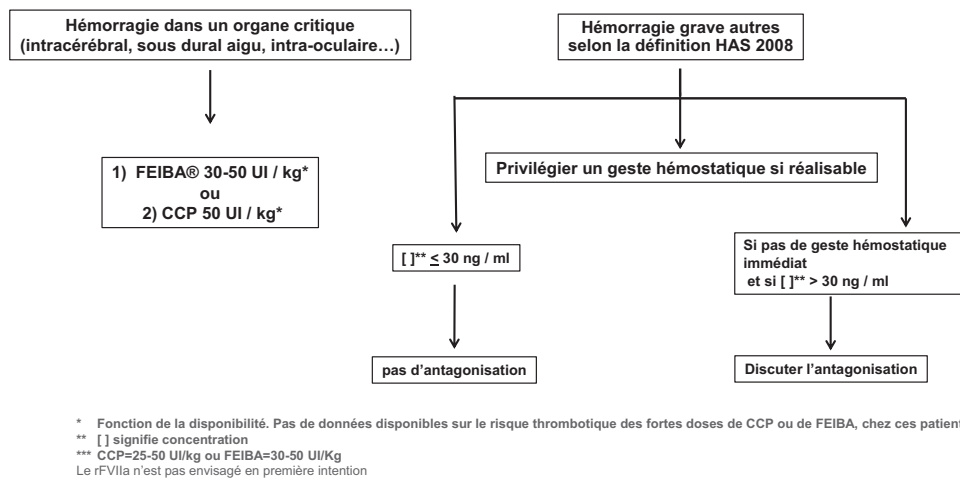 Hémorragie dans un organe critique
(intracérébral, sous dural aigu, intra-oculaire…)
Hémorragie grave autres
selon la définition HAS 2008
1) FEIBA® 30-50 UI / kg*
ou
2) CCP 50 UI / kg*
Privilégier un geste hémostatique si réalisable
[ ]** ≤ 30 ng / ml
Si pas de geste hémostatique
immédiat
et si [ ]** > 30 ng / ml
pas d’antagonisation
Discuter l’antagonisation
* Fonction de la disponibilité. Pas de données disponibles sur le risque thrombotique des fortes doses de CCP ou de FEIBA, chez ces patient
** [ ] signifie concentration
*** CCP=25-50 UI/kg ou FEIBA=30-50 UI/Kg
Le rFVIIa n’est pas envisagé en première intention